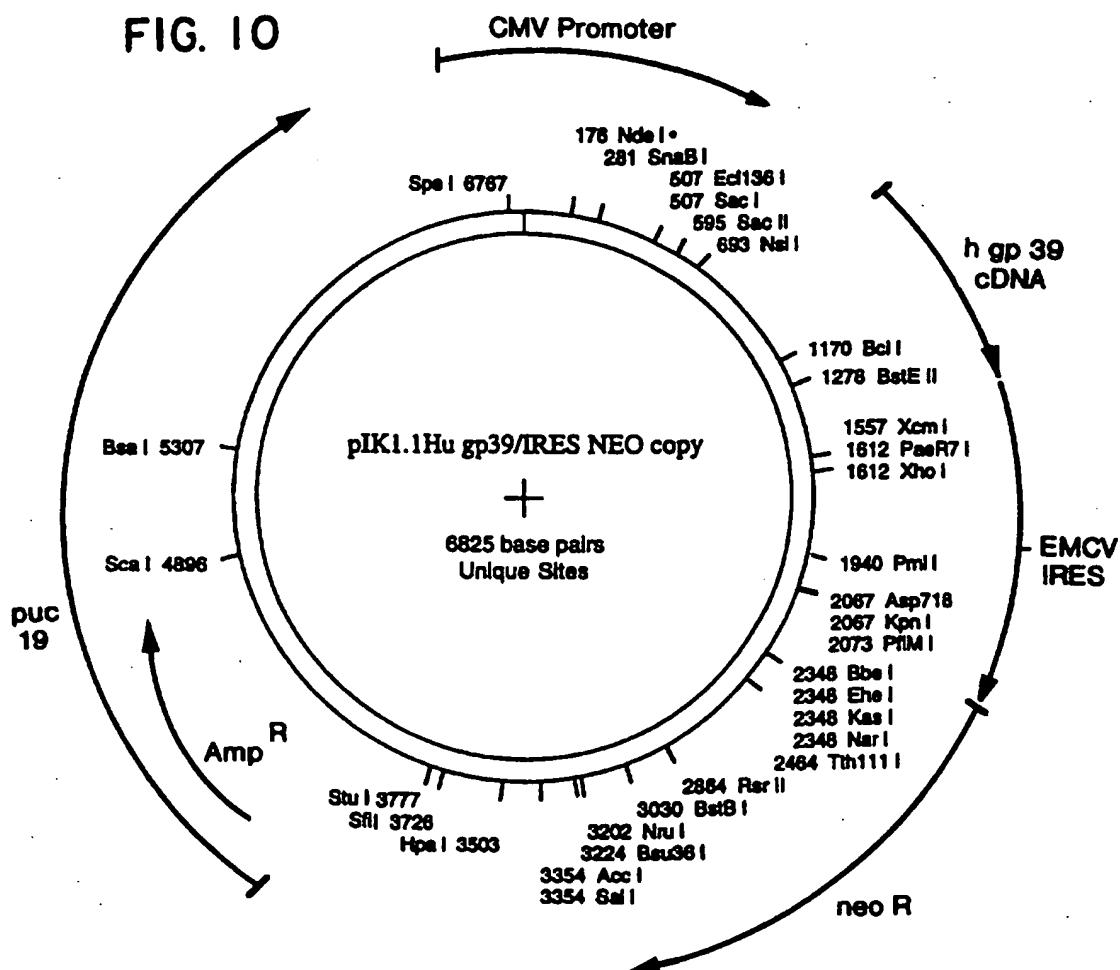 FIG. 10
CMV Promoter
176 Nde I •
281 SnaB I
507 Ecl136 I
507 Sac I
595 Sac II
693 Nsi I
Spe I 6767
h gp 39
cDNA
1170 Bcl I
1278 BstE II
1557 Xcm I
1612 PaeR7 I
1612 Xho I
Bsa I 5307
pIK1.1Hu gp39/IRES NEO copy
6825 base pairs
Unique Sites
Sca I 4896
1940 Pml I
EMCV
IRES
2067 Asp718
2067 Kpn I
2073 PflM I
puc
19
2348 Bbe I
2348 Ehe I
2348 Kas I
2348 Nar I
2464 Tth111 I
Amp R
Stu I 3777
Sfi I 3726
Hpa I 3503
2864 Rsr II
3030 BstB I
3202 Nru I
3224 Bsu36 I
3354 Acc I
3354 Sal I
neo R